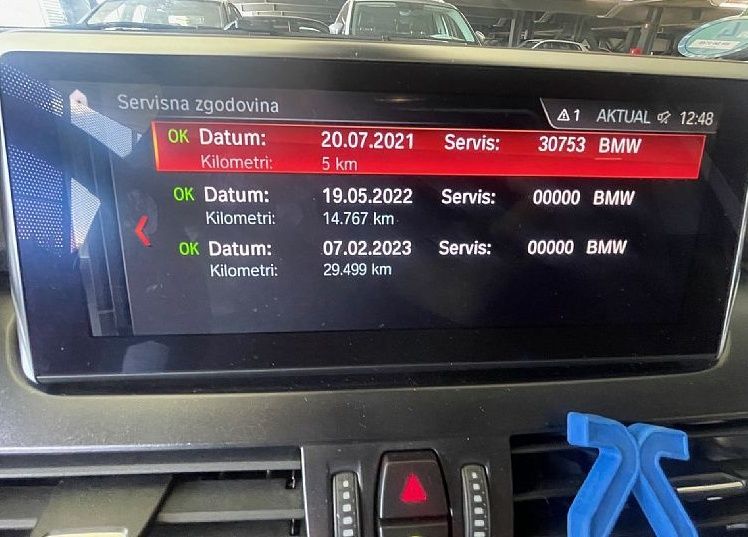 Servisna zgodovina
1 AKTUAL 12:48
OK Datum: 20.07.2021 Servis: 30753 BMW
Kilometri: 5 km
OK Datum: 19.05.2022 Servis: 00000 BMW
Kilometri: 14.767 km
OK Datum: 07.02.2023 Servis: 00000 BMW
Kilometri: 29.499 km